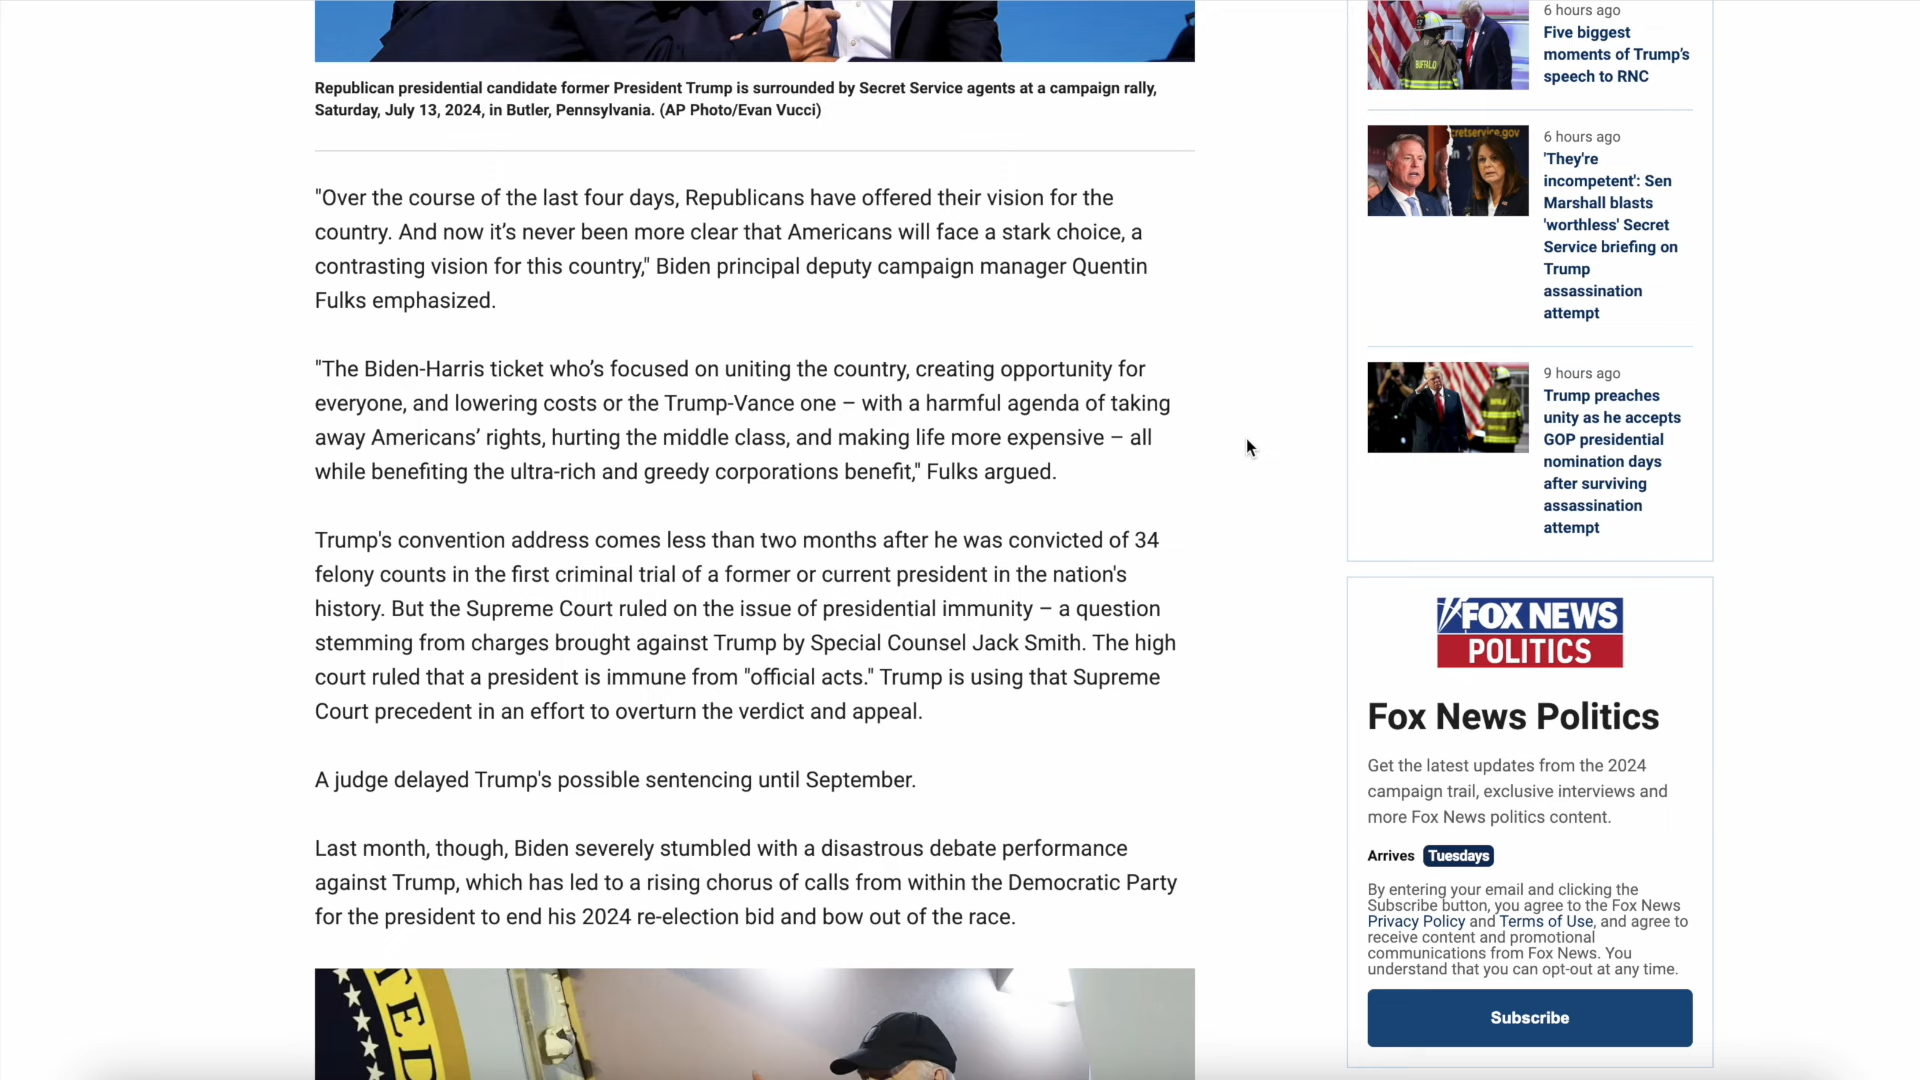 Republican presidential candidate former President Trump is surrounded by Secret Service agents at a campaign rally,
Saturday, July 13, 2024, in Butler, Pennsylvania. (AP Photo/Evan Vucci)
"Over the course of the last four days, Republicans have offered their vision for the
country. And now it’s never been more clear that Americans will face a stark choice, a
contrasting vision for this country," Biden principal deputy campaign manager Quentin
Fulks emphasized.
"The Biden-Harris ticket who’s focused on uniting the country, creating opportunity for
everyone, and lowering costs or the Trump-Vance one – with a harmful agenda of taking
away Americans’ rights, hurting the middle class, and making life more expensive – all
while benefiting the ultra-rich and greedy corporations benefit," Fulks argued.
Trump's convention address comes less than two months after he was convicted of 34
felony counts in the first criminal trial of a former or current president in the nation's
history. But the Supreme Court ruled on the issue of presidential immunity – a question
stemming from charges brought against Trump by Special Counsel Jack Smith. The high
court ruled that a president is immune from "official acts." Trump is using that Supreme
Court precedent in an effort to overturn the verdict and appeal.
A judge delayed Trump's possible sentencing until September.
Last month, though, Biden severely stumbled with a disastrous debate performance
against Trump, which has led to a rising chorus of calls from within the Democratic Party
for the president to end his 2024 re-election bid and bow out of the race.
TED
6 hours ago
Five biggest
moments of Trump’s
speech to RNC
BUFFALO
6 hours ago
'They're
incompetent': Sen
Marshall blasts
'worthless' Secret
Service briefing on
Trump
assassination
attempt
retservice.gov
9 hours ago
Trump preaches
unity as he accepts
GOP presidential
nomination days
after surviving
assassination
attempt
FOX NEWS
POLITICS
Fox News Politics
Get the latest updates from the 2024
campaign trail, exclusive interviews and
more Fox News politics content.
Arrives Tuesdays
By entering your email and clicking the
Subscribe button, you agree to the Fox News
Privacy Policy and Terms of Use, and agree to
receive content and promotional
communications from Fox News. You
understand that you can opt-out at any time.
Subscribe